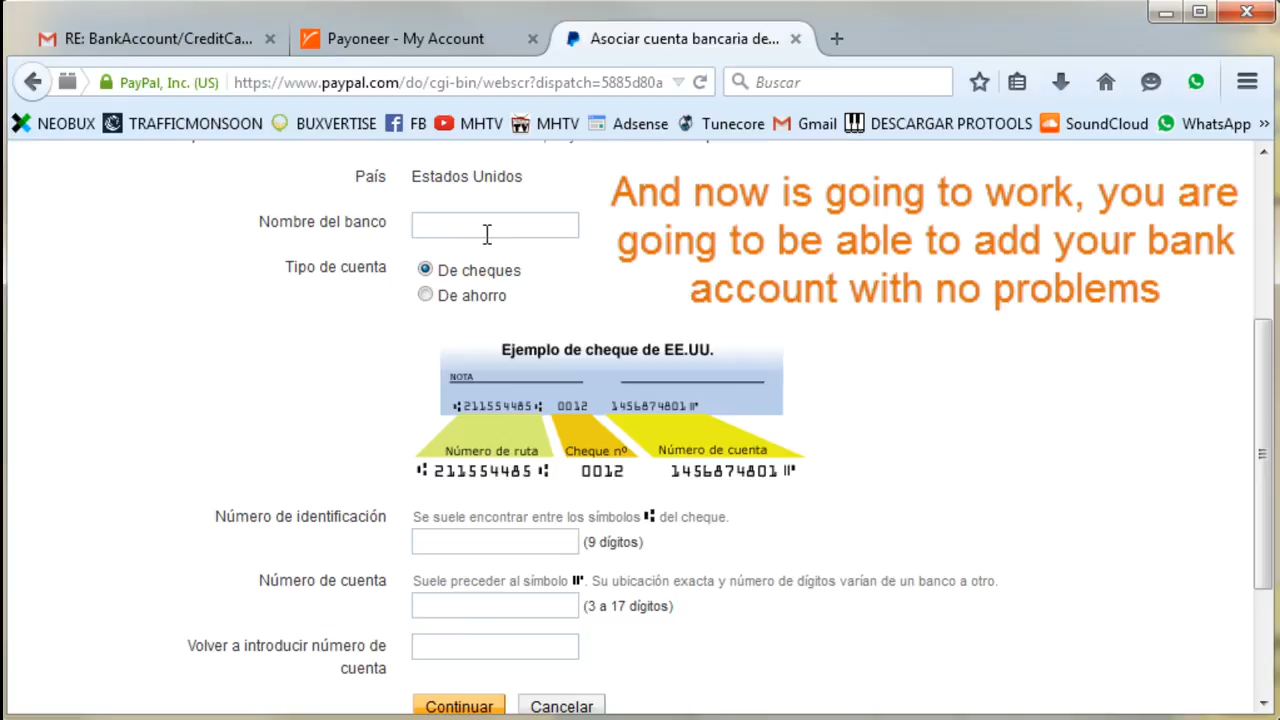 RE: BankAccount/CreditCa...
Payoneer - My Account
Asociar cuenta bancaria de...
PayPal, Inc. (US)
https://www.paypal.com/do/cgi-bin/webscr?dispatch=5885d80a
Buscar
NEOBUX
TRAFFICMONSOON
BUXVERTISE
FB
MHTV
MHTV
Adsense
Tunecore
Gmail
DESCARGAR PROTOOLS
SoundCloud
WhatsApp
País
Estados Unidos
And now is going to work, you are
going to be able to add your bank
account with no problems
Nombre del banco
Tipo de cuenta
De cheques
De ahorro
Ejemplo de cheque de EE.UU.
NOTA
⑆211554485⑆ 0012 1456874801⑈
Número de ruta
Cheque nº
Número de cuenta
⑆ 211554485 ⑆ 0012 1456874801 ⑈
Número de identificación
Se suele encontrar entre los símbolos ⑆ del cheque.
(9 dígitos)
Número de cuenta
Suele preceder al símbolo ⑈. Su ubicación exacta y número de dígitos varían de un banco a otro.
(3 a 17 dígitos)
Volver a introducir número de
cuenta
Continuar
Cancelar